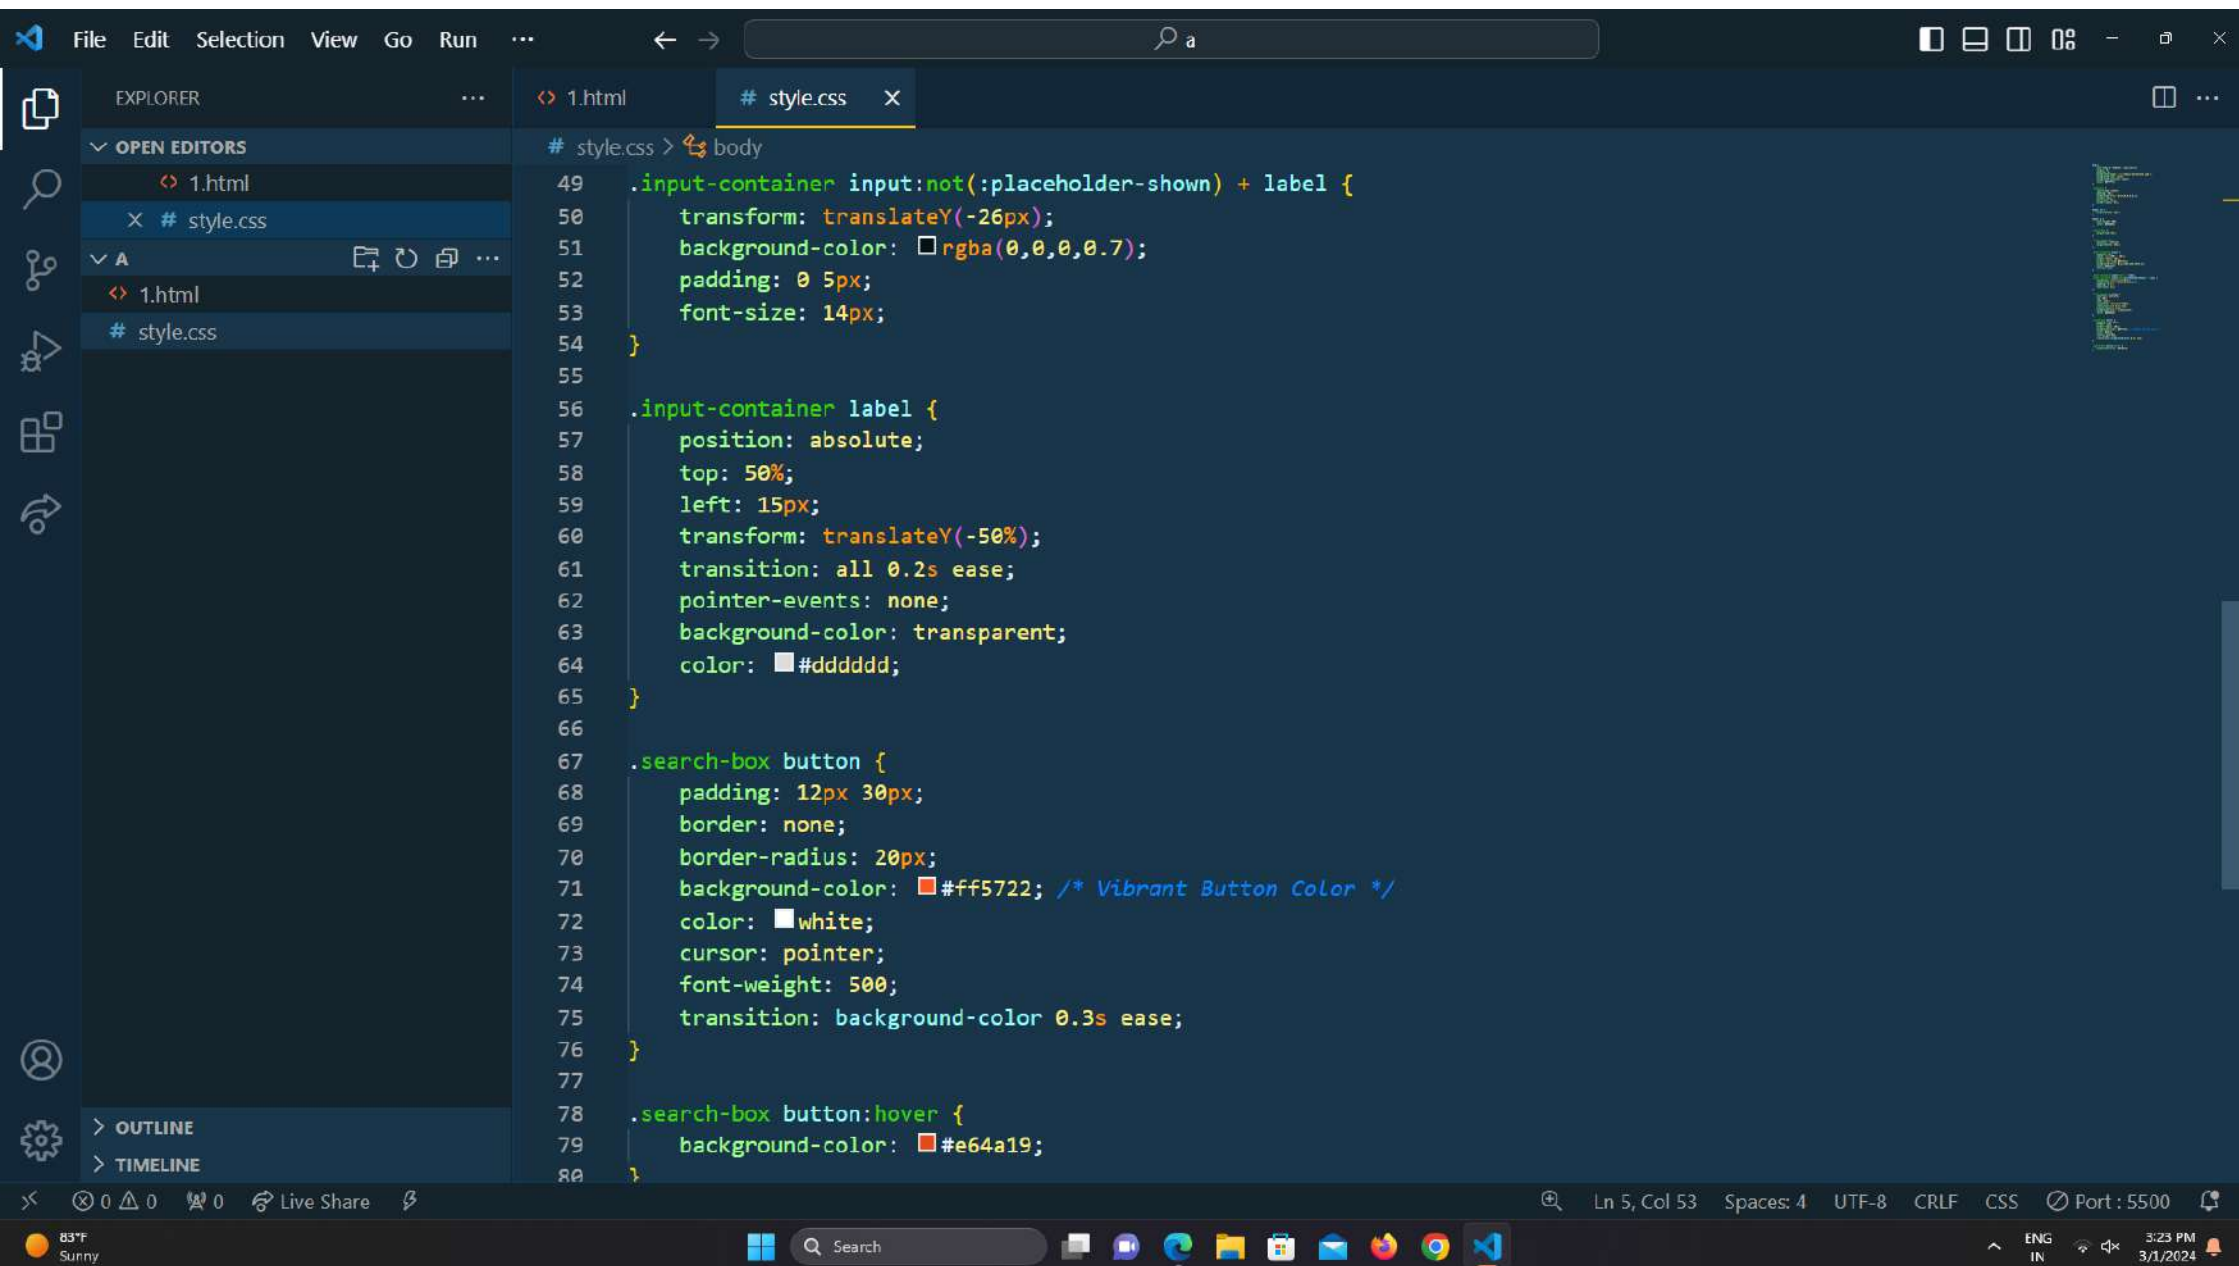 File Edit Selection View Go Run ···
a
EXPLORER
OPEN EDITORS
1.html
style.css
A
1.html
style.css
OUTLINE
TIMELINE
1.html
# style.css
# style.css > body
49 .input-container input:not(:placeholder-shown) + label {
50 transform: translateY(-26px);
51 background-color: rgba(0,0,0,0.7);
52 padding: 0 5px;
53 font-size: 14px;
54 }
55
56 .input-container label {
57 position: absolute;
58 top: 50%;
59 left: 15px;
60 transform: translateY(-50%);
61 transition: all 0.2s ease;
62 pointer-events: none;
63 background-color: transparent;
64 color: #dddddd;
65 }
66
67 .search-box button {
68 padding: 12px 30px;
69 border: none;
70 border-radius: 20px;
71 background-color: #ff5722; /* Vibrant Button Color */
72 color: white;
73 cursor: pointer;
74 font-weight: 500;
75 transition: background-color 0.3s ease;
76 }
77
78 .search-box button:hover {
79 background-color: #e64a19;
80 }
0 0 0 Live Share Ln 5, Col 53 Spaces: 4 UTF-8 CRLF CSS Port : 5500
83°F
Sunny
Search
ENG
IN
3:23 PM
3/1/2024